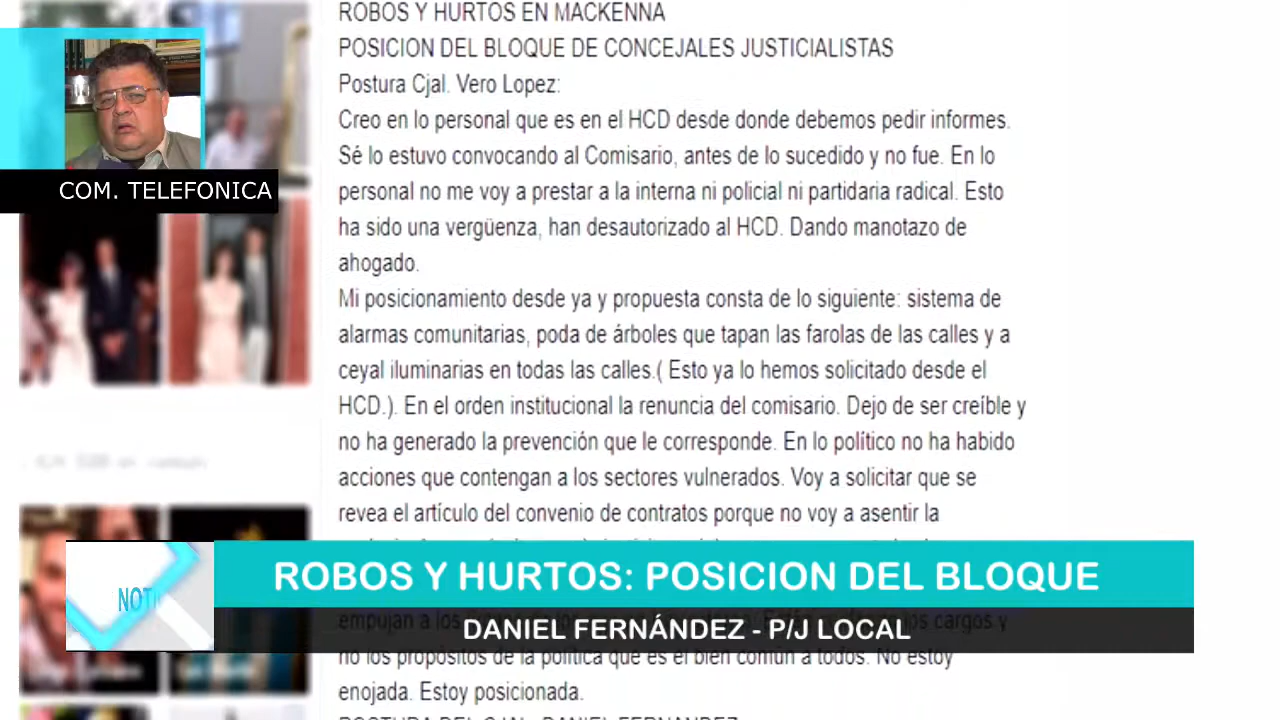 ROBOS Y HURTOS EN MACKENNA
POSICION DEL BLOQUE DE CONCEJALES JUSTICIALISTAS
Postura Cjal. Vero Lopez:
Creo en lo personal que es en el HCD desde donde debemos pedir informes.
Sé lo estuvo convocando al Comisario, antes de lo sucedido y no fue. En lo
personal no me voy a prestar a la interna ni policial ni partidaria radical. Esto
ha sido una vergüenza, han desautorizado al HCD. Dando manotazo de
ahogado.
Mi posicionamiento desde ya y propuesta consta de lo siguiente: sistema de
alarmas comunitarias, poda de árboles que tapan las farolas de las calles y a
ceyal iluminarias en todas las calles.( Esto ya lo hemos solicitado desde el
HCD.). En el orden institucional la renuncia del comisario. Dejo de ser creíble y
no ha generado la prevención que le corresponde. En lo político no ha habido
acciones que contengan a los sectores vulnerados. Voy a solicitar que se
revea el artículo del convenio de contratos porque no voy a asentir la
empujan a los cargos y
no los propósitos de la política que es el bien común a todos. No estoy
enojada. Estoy posicionada.
POSTURA DEL CJAL. DANIEL FERNANDEZ
COM. TELEFONICA
NOTI
ROBOS Y HURTOS: POSICION DEL BLOQUE
DANIEL FERNÁNDEZ - P/J LOCAL